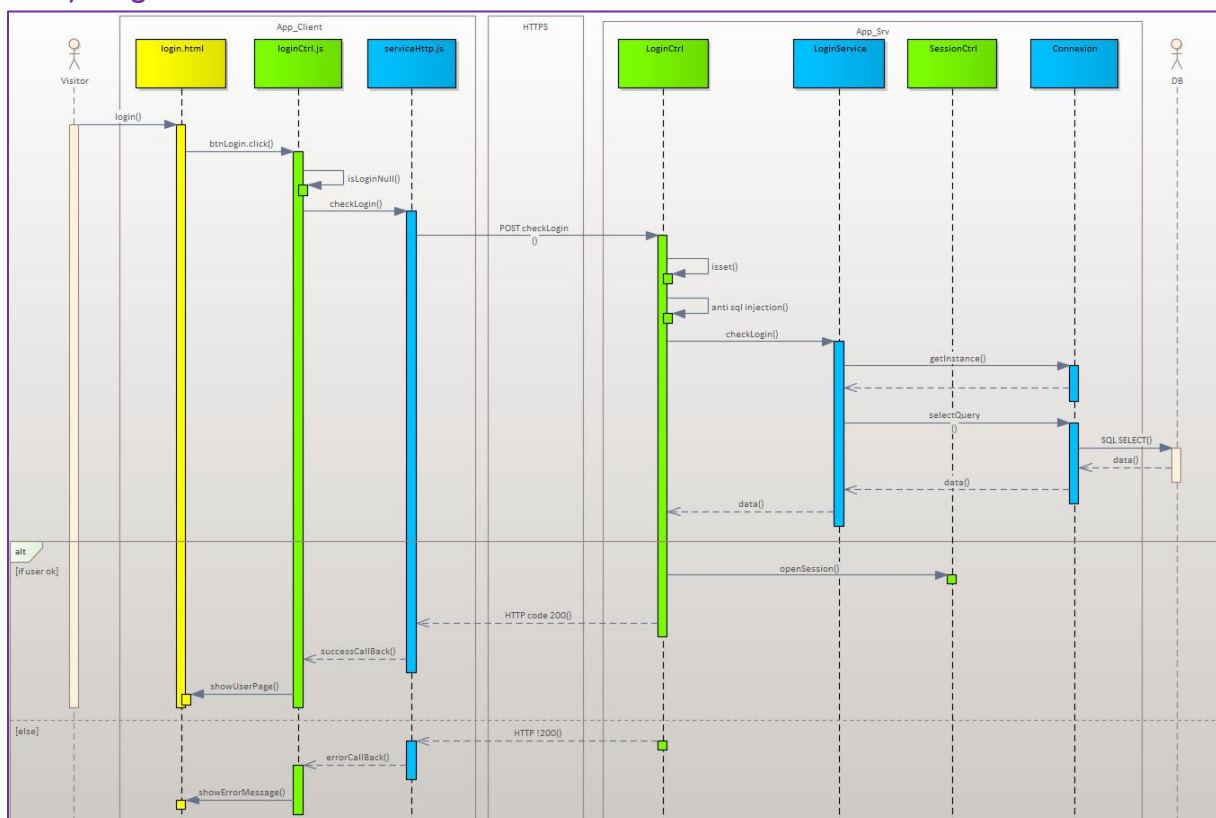 App_Client
HTTPS
App_Srv
Visitor
login.html
loginCtrl.js
serviceHttp.js
LoginCtrl
LoginService
SessionCtrl
Connexion
DB
login()
btnLogin.click()
isLoginNull()
checkLogin()
POST checkLogin
()
isset()
anti sql injection()
checkLogin()
getInstance()
selectQuery
()
SQL SELECT()
data()
data()
data()
alt
[if user ok]
openSession()
HTTP code 200()
successCallBack()
showUserPage()
[else]
HTTP !200()
errorCallBack()
showErrorMessage()